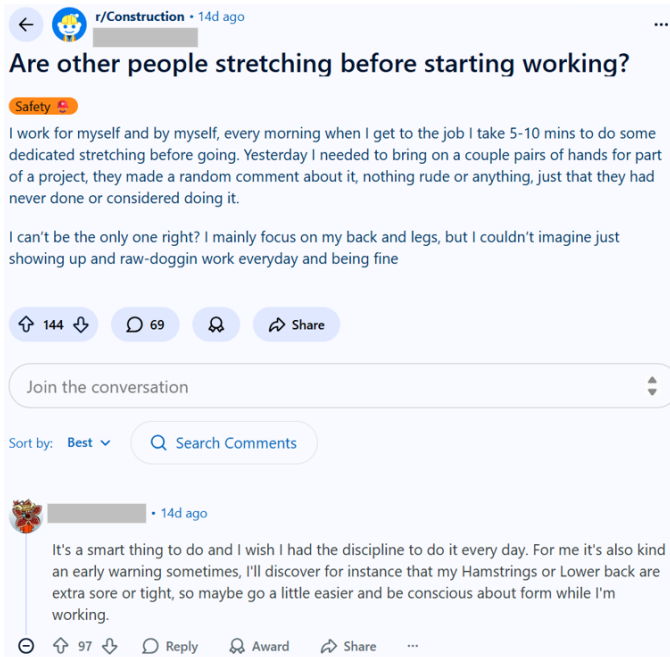 r/Construction • 14d ago
Are other people stretching before starting working?
Safety
I work for myself and by myself, every morning when I get to the job I take 5-10 mins to do some
dedicated stretching before going. Yesterday I needed to bring on a couple pairs of hands for part
of a project, they made a random comment about it, nothing rude or anything, just that they had
never done or considered doing it.
I can't be the only one right? I mainly focus on my back and legs, but I couldn't imagine just
showing up and raw-doggin work everyday and being fine
144 69 Share
Join the conversation
Sort by: Best Search Comments
• 14d ago
It's a smart thing to do and I wish I had the discipline to do it every day. For me it's also kind
an early warning sometimes, I'll discover for instance that my Hamstrings or Lower back are
extra sore or tight, so maybe go a little easier and be conscious about form while I'm
working.
97 Reply Award Share